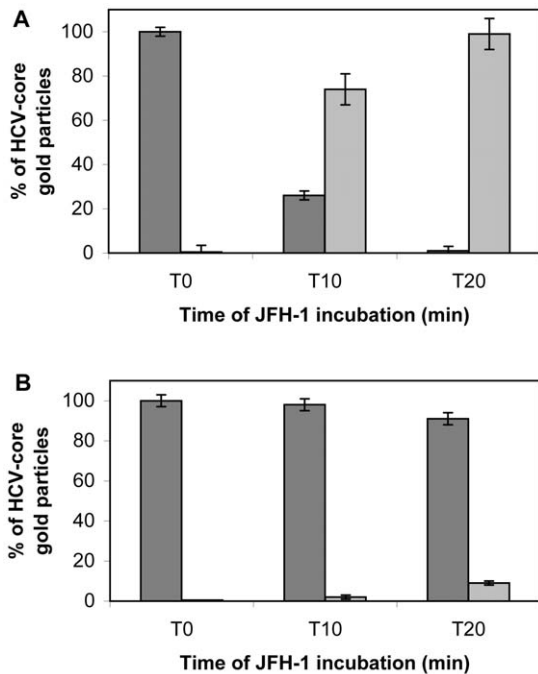 A
% of HCV-core
gold particles
100
80
60
40
20
0
T0 T10 T20
Time of JFH-1 incubation (min)
B
% of HCV-core
gold particles
100
80
60
40
20
0
T0 T10 T20
Time of JFH-1 incubation (min)